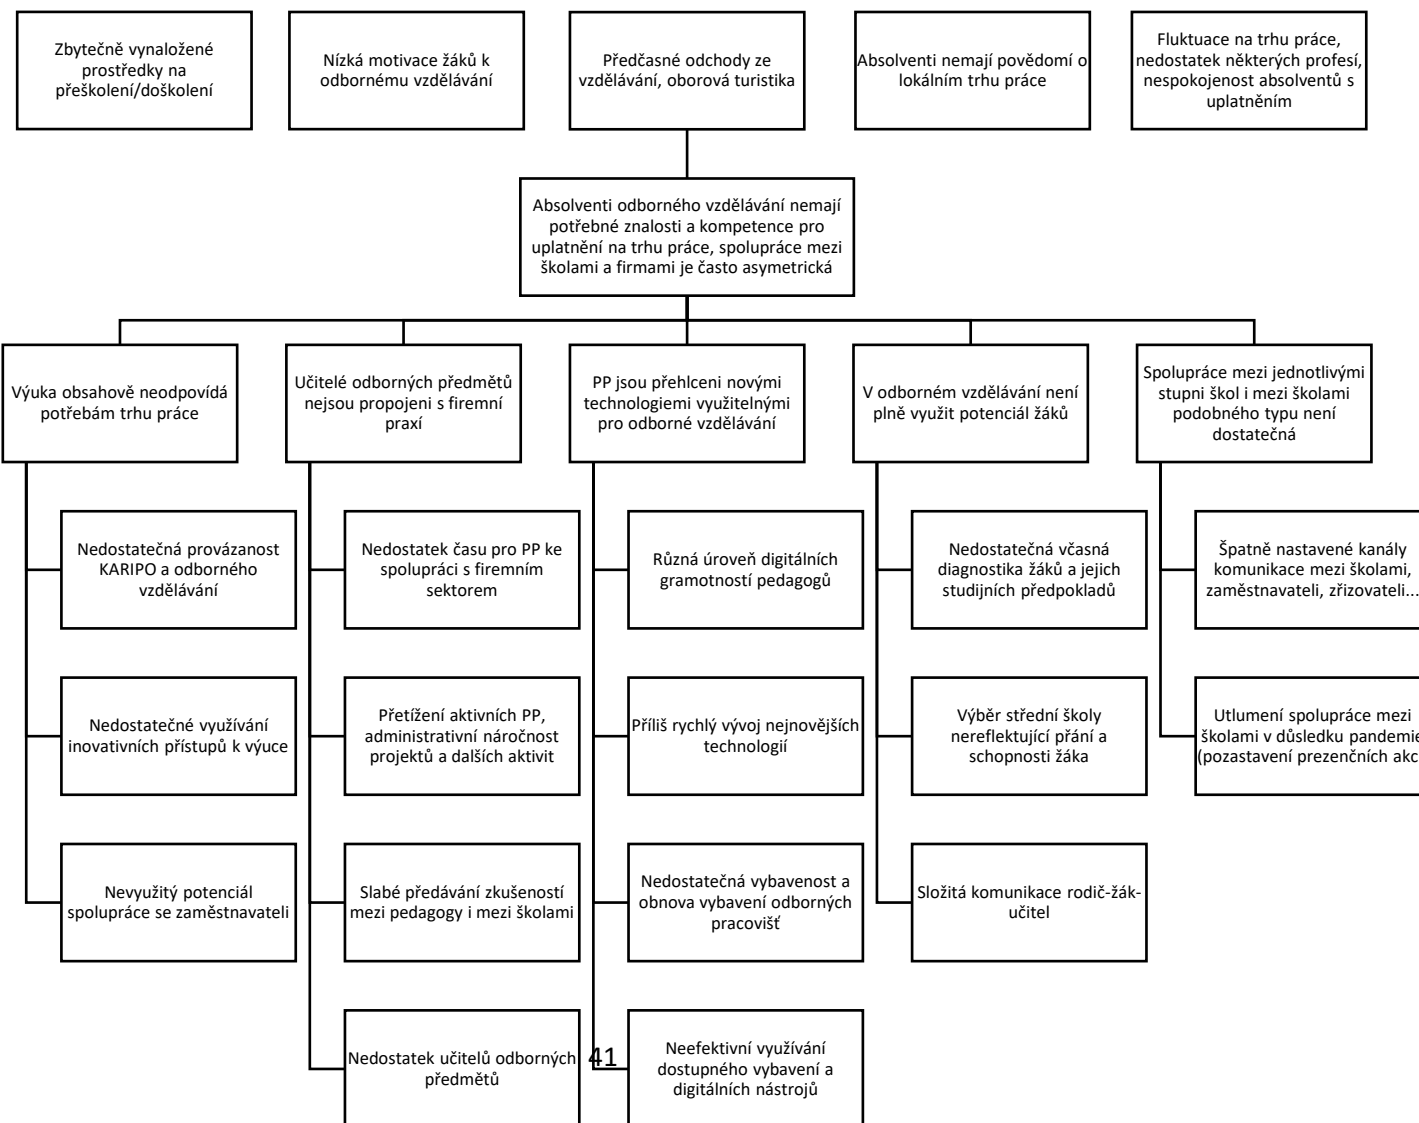 Zbytečně vynaložené
prostředky na
přeškolení/doškolení
Nízká motivace žáků k
odbornému vzdělávání
Předčasné odchody ze
vzdělávání, oborová turistika
Absolventi nemají povědomí o
lokálním trhu práce
Fluktuace na trhu práce,
nedostatek některých profesí,
nespokojenost absolventů s
uplatněním
Absolventi odborného vzdělávání nemají
potřebné znalosti a kompetence pro
uplatnění na trhu práce, spolupráce mezi
školami a firmami je často asymetrická
Výuka obsahově neodpovídá
potřebám trhu práce
Učitelé odborných předmětů
nejsou propojeni s firemní
praxí
PP jsou přehlceni novými
technologiemi využitelnými
pro odborné vzdělávání
V odborném vzdělávání není
plně využit potenciál žáků
Spolupráce mezi jednotlivými
stupni škol i mezi školami
podobného typu není
dostatečná
Nedostatečná provázanost
KARIPO a odborného
vzdělávání
Nedostatek času pro PP ke
spolupráci s firemním
sektorem
Různá úroveň digitálních
gramotností pedagogů
Nedostatečná včasná
diagnostika žáků a jejich
studijních předpokladů
Špatně nastavené kanály
komunikace mezi školami,
zaměstnavateli, zřizovateli...
Nedostatečné využívání
inovativních přístupů k výuce
Přetížení aktivních PP,
administrativní náročnost
projektů a dalších aktivit
Příliš rychlý vývoj nejnovějších
technologií
Výběr střední školy
nereflektující přání a
schopnosti žáka
Utlumení spolupráce mezi
školami v důsledku pandemie
(pozastavení prezenčních akc
Nevyužitý potenciál
spolupráce se zaměstnavateli
Slabé předávání zkušeností
mezi pedagogy i mezi školami
Nedostatečná vybavenost a
obnova vybavení odborných
pracovišť
Složitá komunikace rodič-žák-
učitel
Nedostatek učitelů odborných
předmětů
41
Neefektivní využívání
dostupného vybavení a
digitálních nástrojů